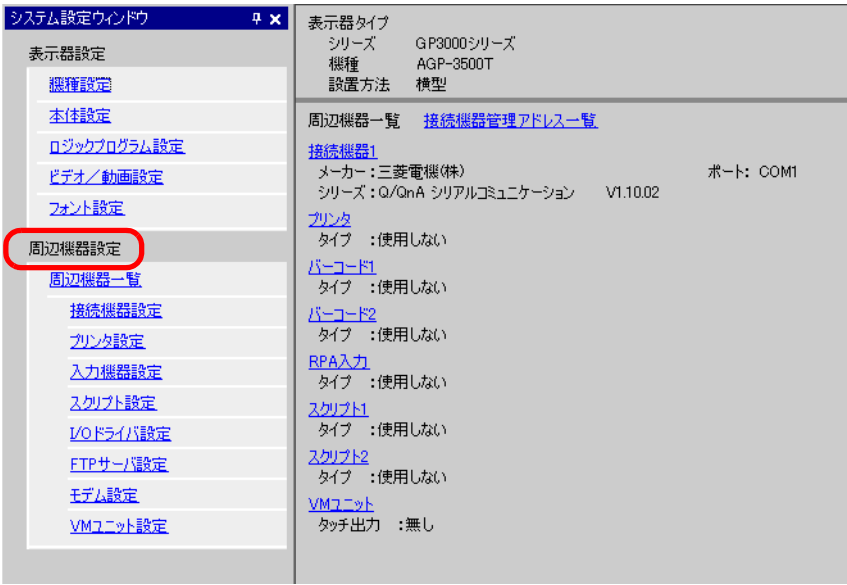 システム設定ウィンドウ
表示器設定
機種設定
本体設定
ロジックプログラム設定
ビデオ／動画設定
フォント設定
周辺機器設定
周辺機器一覧
接続機器設定
プリンタ設定
入力機器設定
スクリプト設定
I/Oドライバ設定
FTPサーバ設定
モデム設定
VMユニット設定
表示器タイプ
シリーズ GP3000シリーズ
機種 AGP-3500T
設置方法 横型
周辺機器一覧 接続機器管理アドレス一覧
接続機器1
メーカー：三菱電機(株) ポート: COM1
シリーズ：Q/QnA シリアルコミュニケーション V1.10.02
プリンタ
タイプ ：使用しない
バーコード1
タイプ ：使用しない
バーコード2
タイプ ：使用しない
RPA入力
タイプ ：使用しない
スクリプト1
タイプ ：使用しない
スクリプト2
タイプ ：使用しない
VMユニット
タッチ出力 ：無し